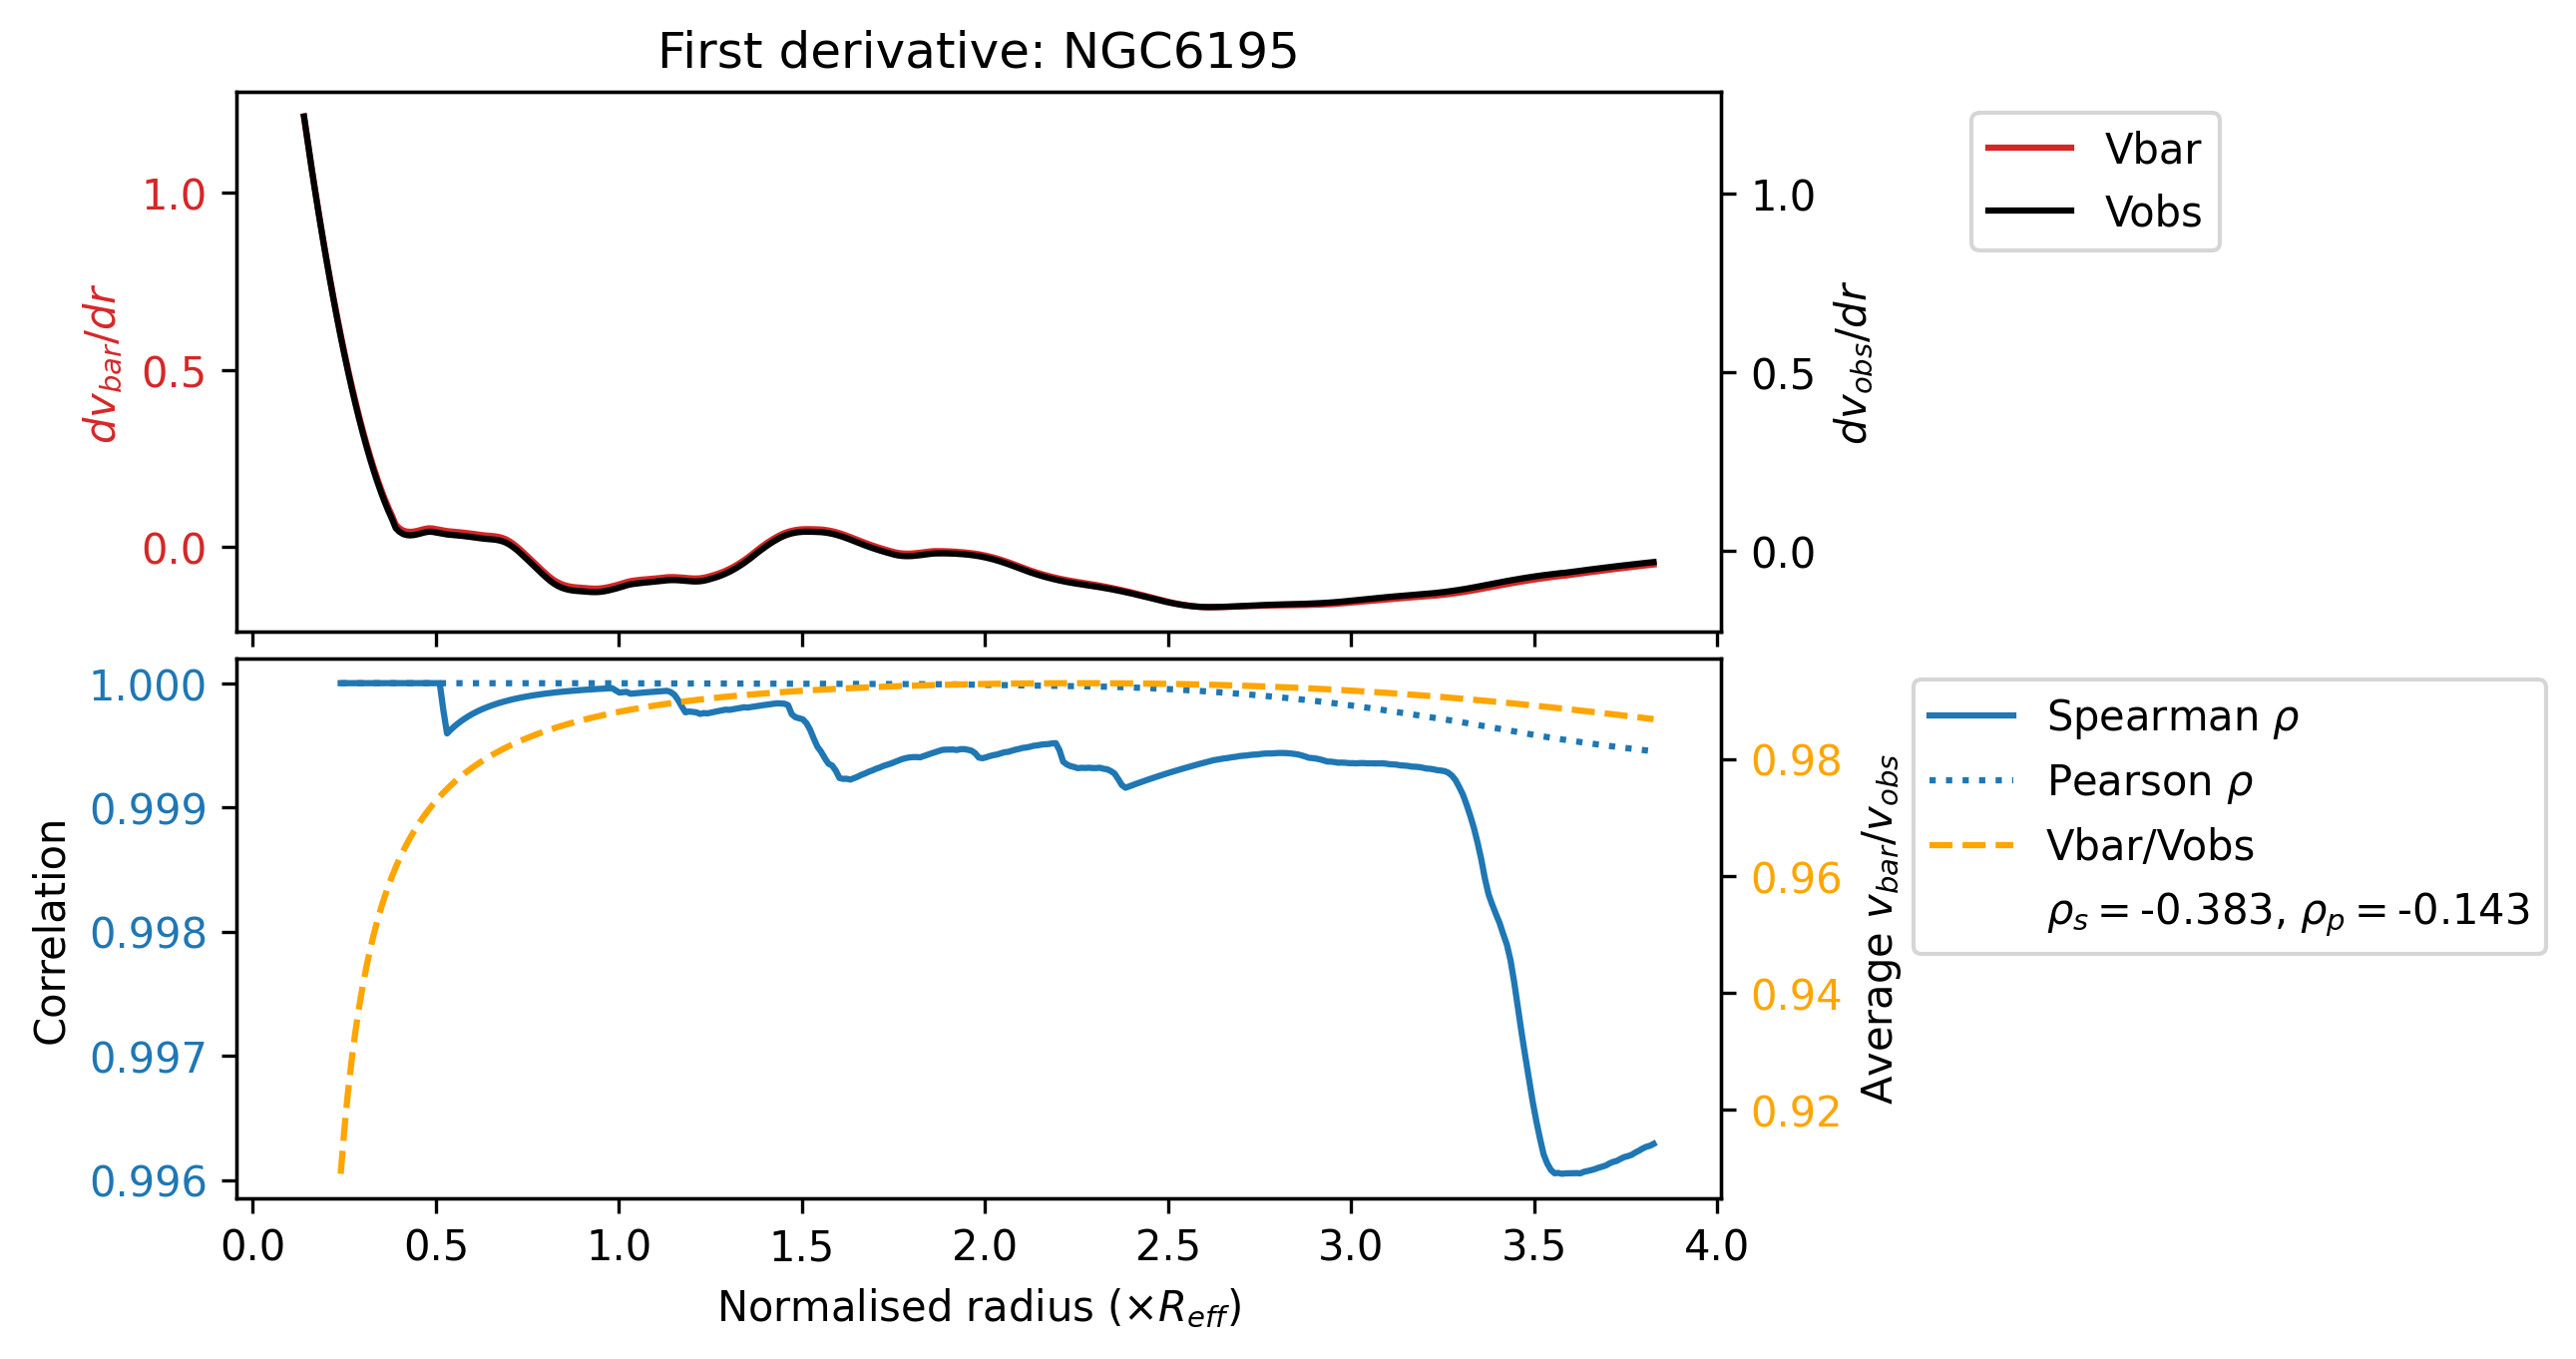 First derivative: NGC6195
1.0
0.5
0.0
dv_bar/dr
1.0
0.5
0.0
dv_obs/dr
Vbar
Vobs
1.000
0.999
0.998
0.997
0.996
Correlation
0.98
0.96
0.94
0.92
Average v_bar/v_obs
Spearman ρ
Pearson ρ
Vbar/Vobs
ρ_s = -0.383, ρ_p = -0.143
0.0 0.5 1.0 1.5 2.0 2.5 3.0 3.5 4.0
Normalised radius (×R_eff)